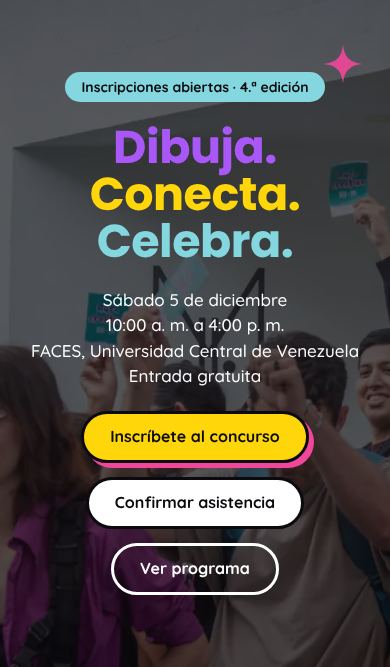 Inscripciones abiertas · 4.ª edición
Dibuja.
Conecta.
Celebra.
Sábado 5 de diciembre
10:00 a. m. a 4:00 p. m.
FACES, Universidad Central de Venezuela
Entrada gratuita
Inscríbete al concurso
Confirmar asistencia
Ver programa